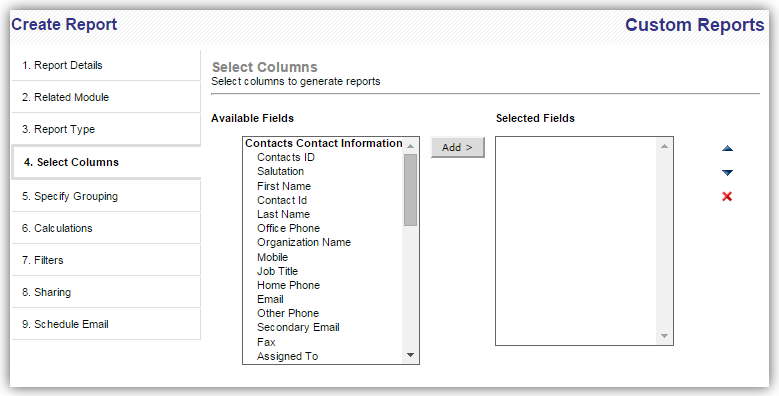 Create Report
Custom Reports
1. Report Details
2. Related Module
3. Report Type
4. Select Columns
5. Specify Grouping
6. Calculations
7. Filters
8. Sharing
9. Schedule Email
Select Columns
Select columns to generate reports
Available Fields
Contacts Contact Information
Contacts ID
Salutation
First Name
Contact Id
Last Name
Office Phone
Organization Name
Mobile
Job Title
Home Phone
Email
Other Phone
Secondary Email
Fax
Assigned To
Add >
Selected Fields